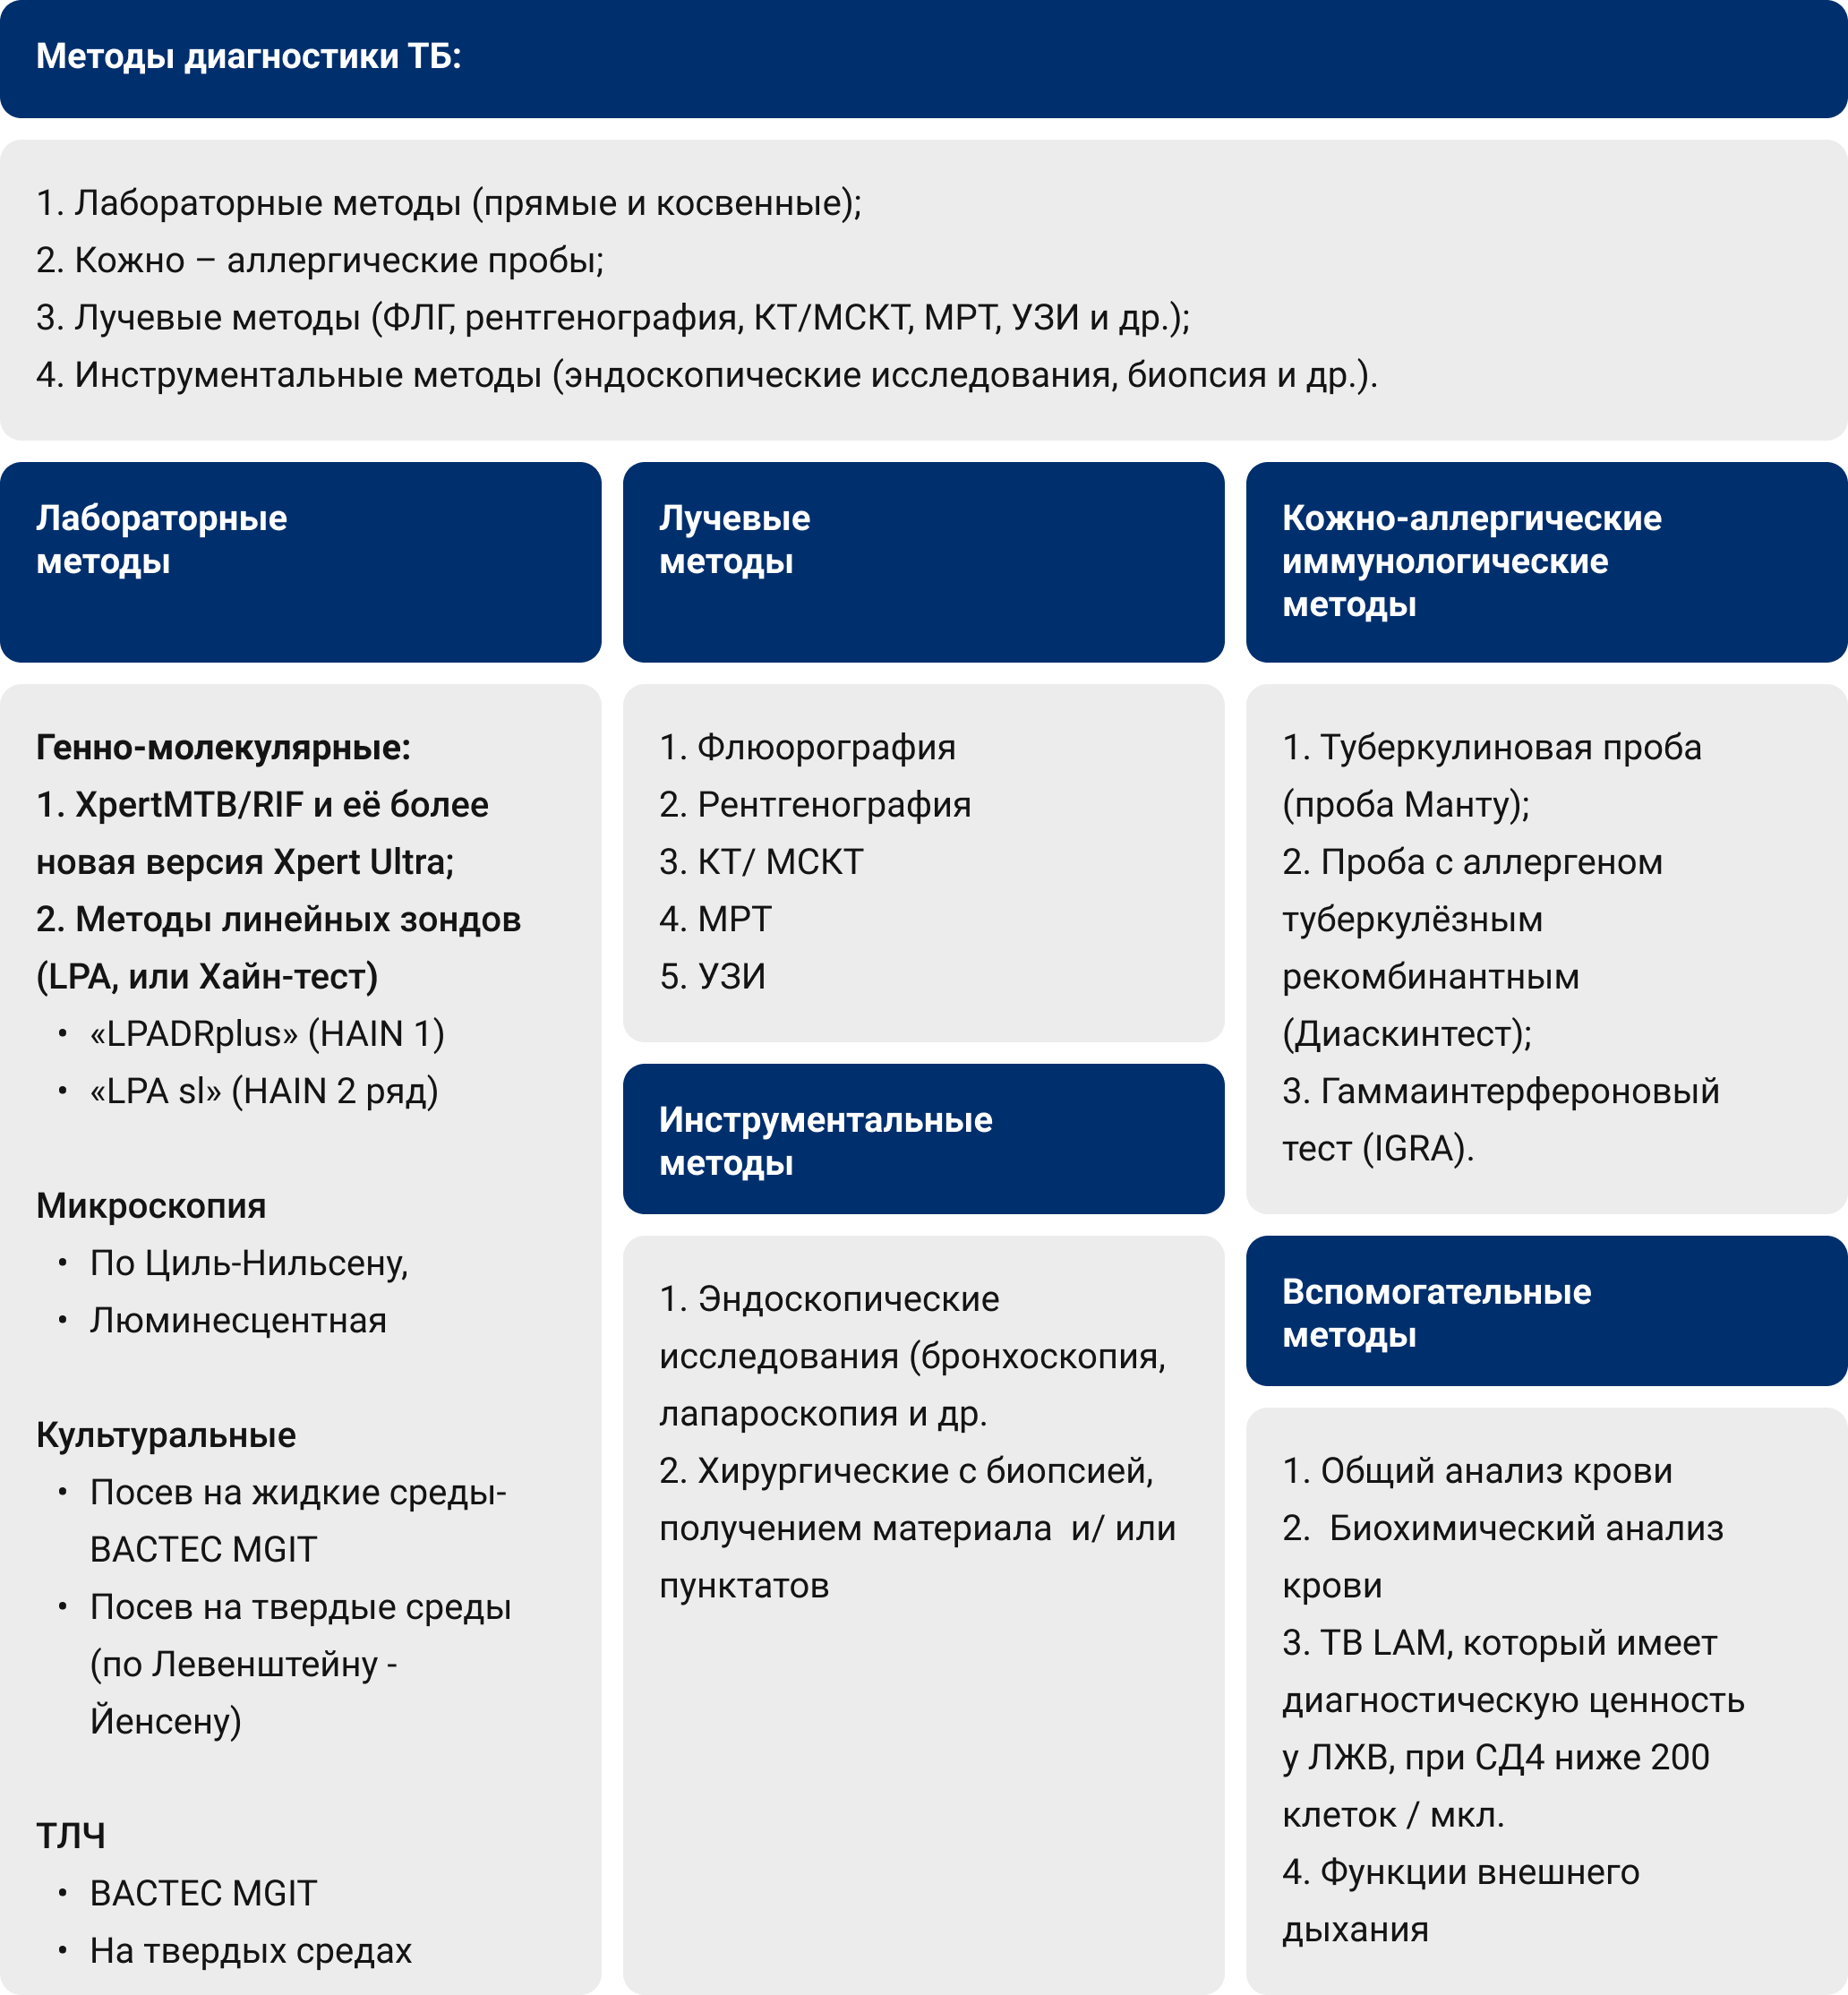 Методы диагностики ТБ:
1. Лабораторные методы (прямые и косвенные);
2. Кожно – аллергические пробы;
3. Лучевые методы (ФЛГ, рентгенография, КТ/МСКТ, МРТ, УЗИ и др.);
4. Инструментальные методы (эндоскопические исследования, биопсия и др.).
Лабораторные
методы
Генно-молекулярные:
1. XpertMTB/RIF и её более
новая версия Xpert Ultra;
2. Методы линейных зондов
(LPA, или Хайн-тест)
• «LPADRplus» (HAIN 1)
• «LPA sl» (HAIN 2 ряд)
Микроскопия
• По Циль-Нильсену,
• Люминесцентная
Культуральные
• Посев на жидкие среды-
BACTEC MGIT
• Посев на твердые среды
(по Левенштейну -
Йенсену)
ТЛЧ
• BACTEC MGIT
• На твердых средах
Лучевые
методы
1. Флюорография
2. Рентгенография
3. КТ/ МСКТ
4. МРТ
5. УЗИ
Инструментальные
методы
1. Эндоскопические
исследования (бронхоскопия,
лапароскопия и др.
2. Хирургические с биопсией,
получением материала  и/ или
пунктатов
Кожно-аллергические
иммунологические
методы
1. Туберкулиновая проба
(проба Манту);
2. Проба с аллергеном
туберкулёзным
рекомбинантным
(Диаскинтест);
3. Гаммаинтерфероновый
тест (IGRA).
Вспомогательные
методы
1. Общий анализ крови
2.  Биохимический анализ
крови
3. ТВ LAM, который имеет
диагностическую ценность
у ЛЖВ, при СД4 ниже 200
клеток / мкл.
4. Функции внешнего
дыхания